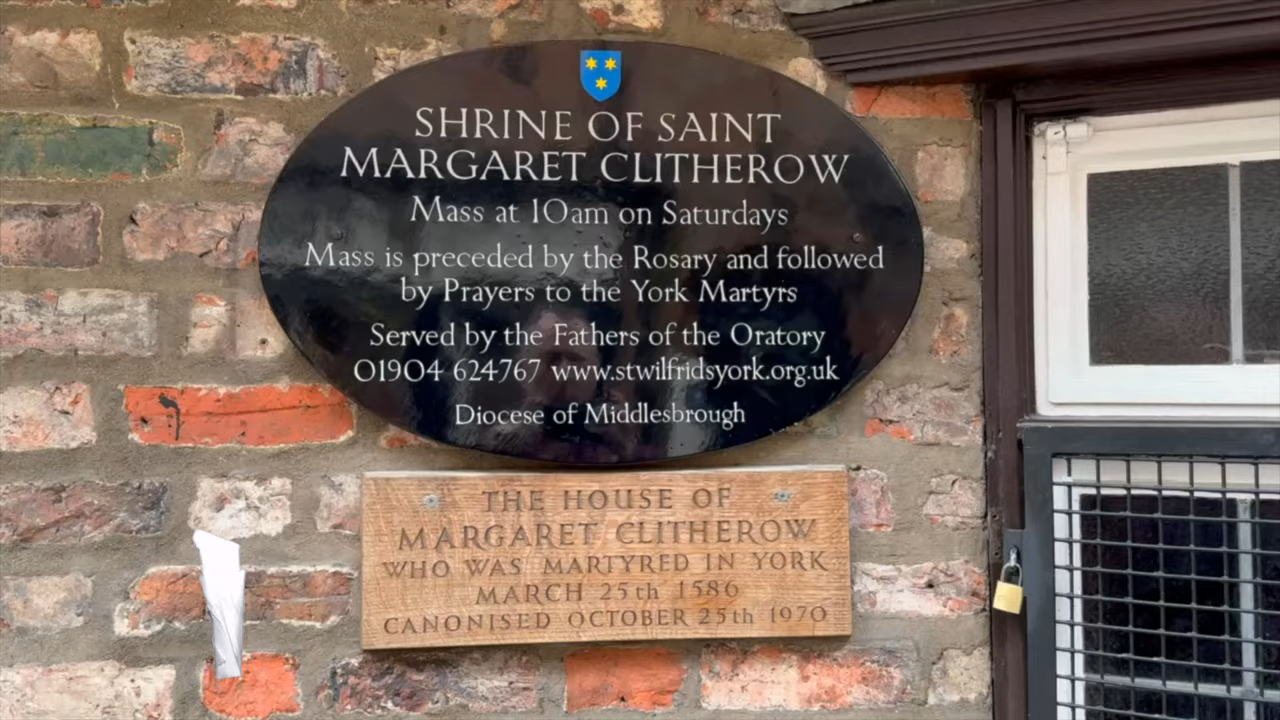 SHRINE OF SAINT
MARGARET CLITHEROW
Mass at 10am on Saturdays
Mass is preceded by the Rosary and followed
by Prayers to the York Martyrs
Served by the Fathers of the Oratory
01904 624767 www.stwilfridsyork.org.uk
Diocese of Middlesbrough
THE HOUSE OF
MARGARET CLITHEROW
WHO WAS MARTYRED IN YORK
MARCH 25th 1586
CANONISED OCTOBER 25th 1970